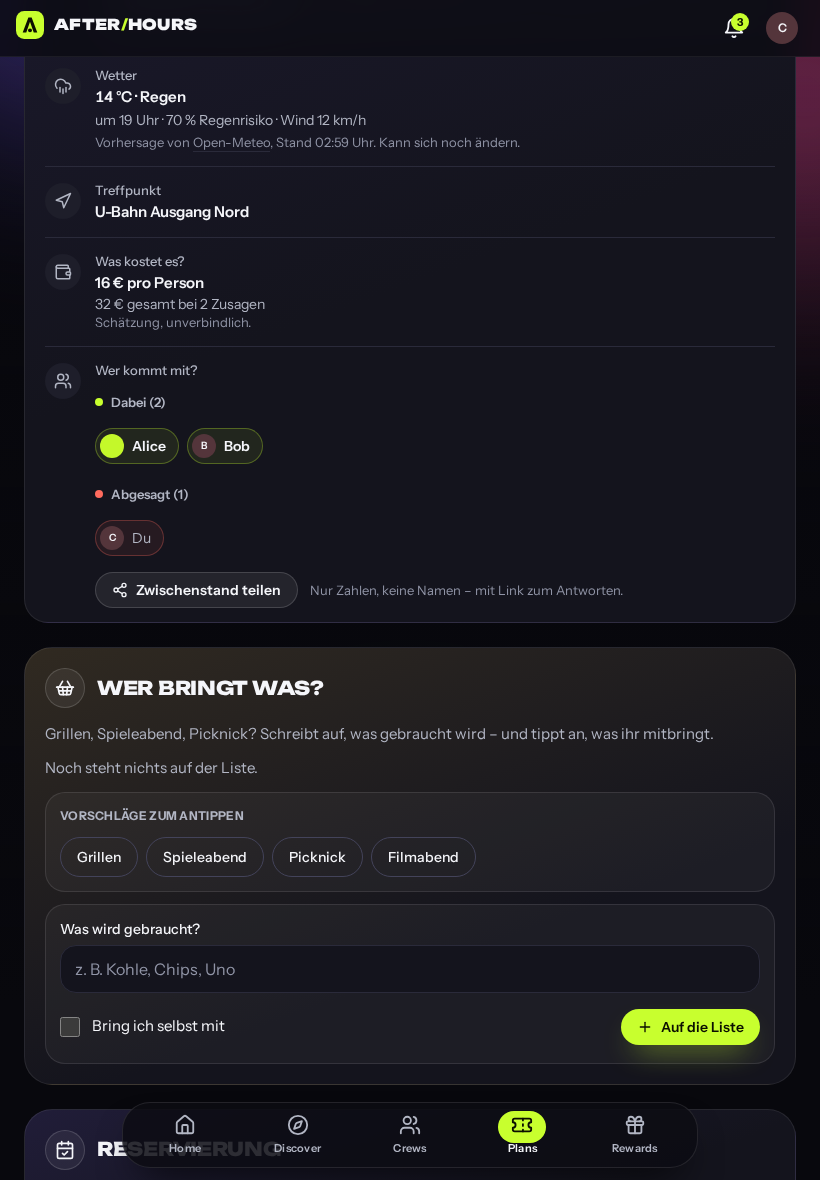 AFTER/HOURS
3
C
Wetter
14 °C · Regen
um 19 Uhr · 70 % Regenrisiko · Wind 12 km/h
Vorhersage von Open-Meteo, Stand 02:59 Uhr. Kann sich noch ändern.
Treffpunkt
U-Bahn Ausgang Nord
Was kostet es?
16 € pro Person
32 € gesamt bei 2 Zusagen
Schätzung, unverbindlich.
Wer kommt mit?
Dabei (2)
Alice
B Bob
Abgesagt (1)
C Du
Zwischenstand teilen
Nur Zahlen, keine Namen – mit Link zum Antworten.
WER BRINGT WAS?
Grillen, Spieleabend, Picknick? Schreibt auf, was gebraucht wird – und tippt an, was ihr mitbringt.
Noch steht nichts auf der Liste.
VORSCHLÄGE ZUM ANTIPPEN
Grillen
Spieleabend
Picknick
Filmabend
Was wird gebraucht?
z. B. Kohle, Chips, Uno
Bring ich selbst mit
+ Auf die Liste
RESERVIERUNG
Home
Discover
Crews
Plans
Rewards